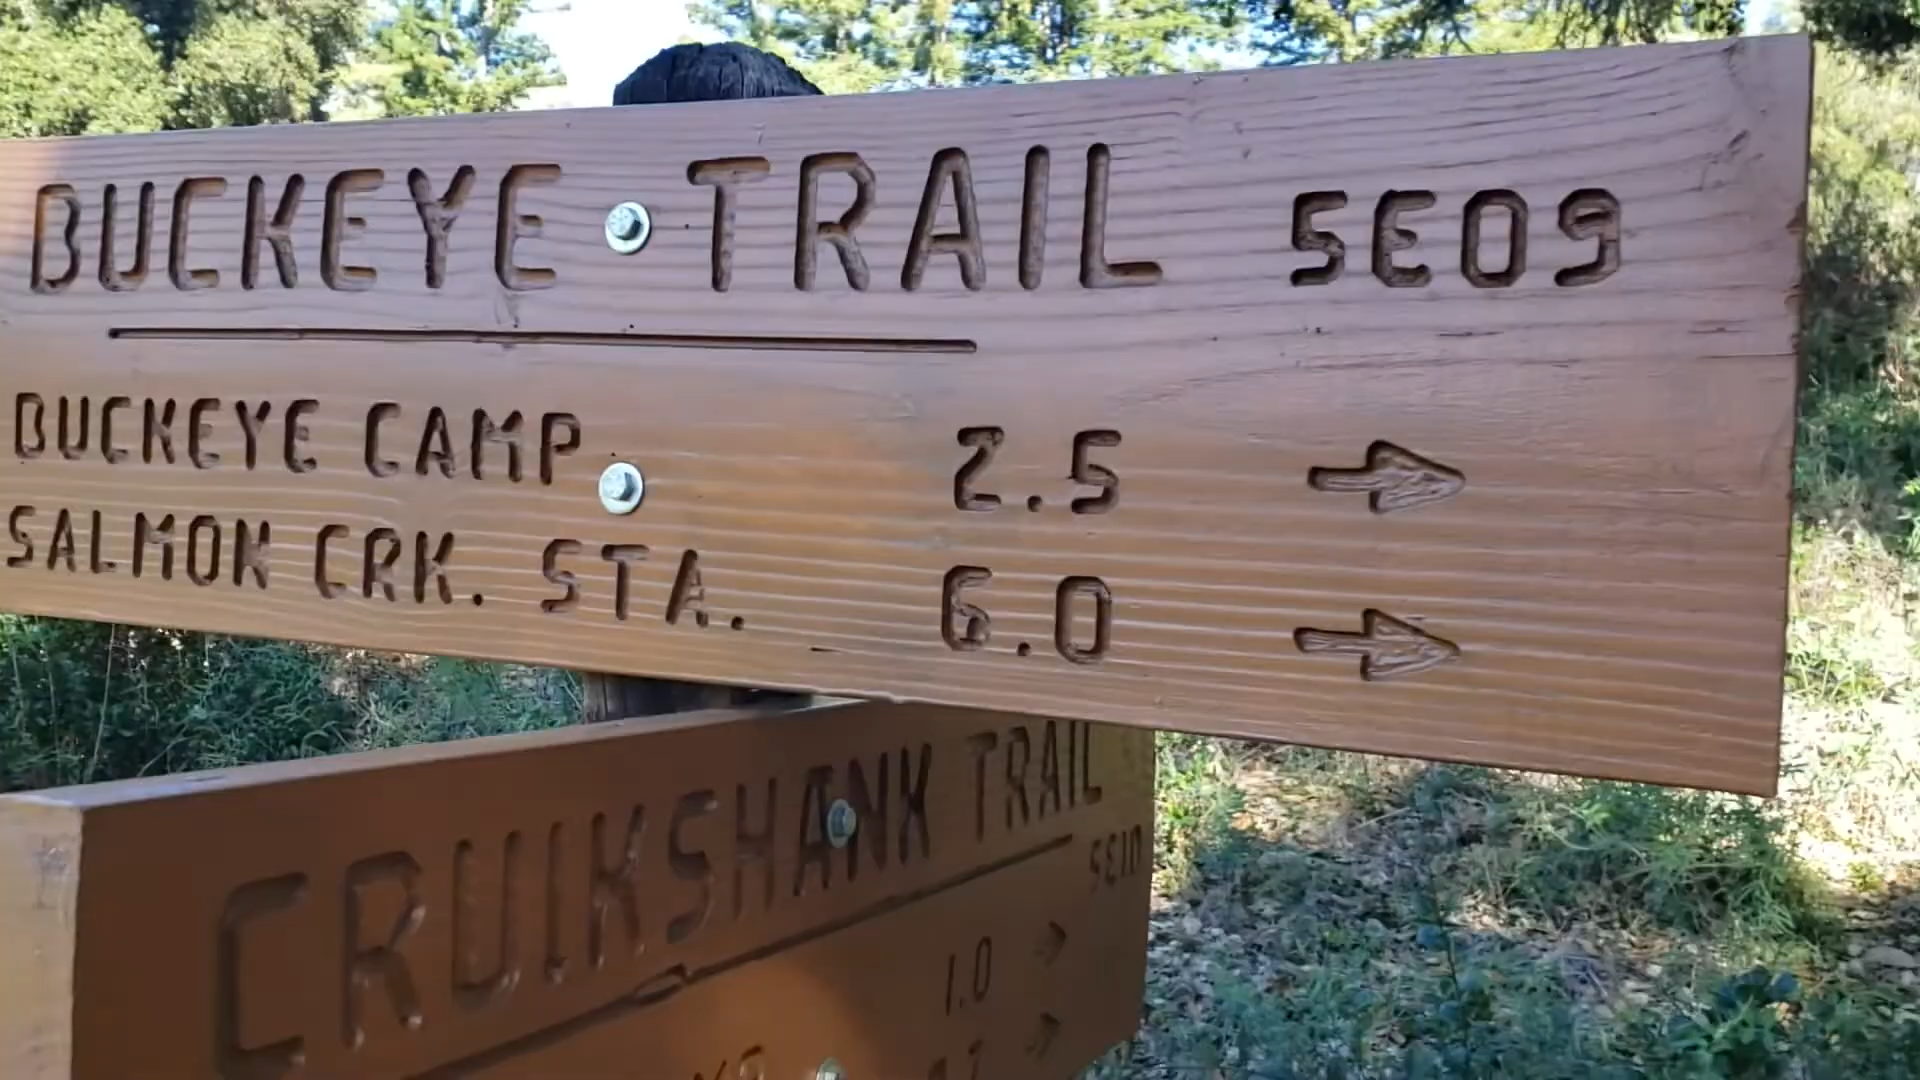 BUCKEYE TRAIL 5E09
BUCKEYE CAMP 2.5
SALMON CRK. STA. 6.0
CRUIKSHANK TRAIL
5E10
1.0